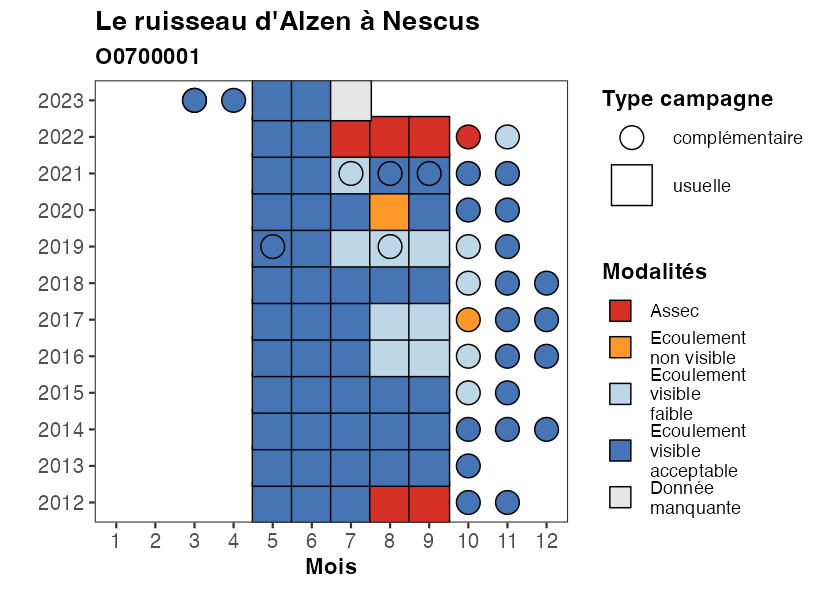 Le ruisseau d'Alzen à Nescus
O0700001
2023
2022
2021
2020
2019
2018
2017
2016
2015
2014
2013
2012
1 2 3 4 5 6 7 8 9 10 11 12
Mois
Type campagne
complémentaire
usuelle
Modalités
Assec
Ecoulement
non visible
Ecoulement
visible
faible
Ecoulement
visible
acceptable
Donnée
manquante